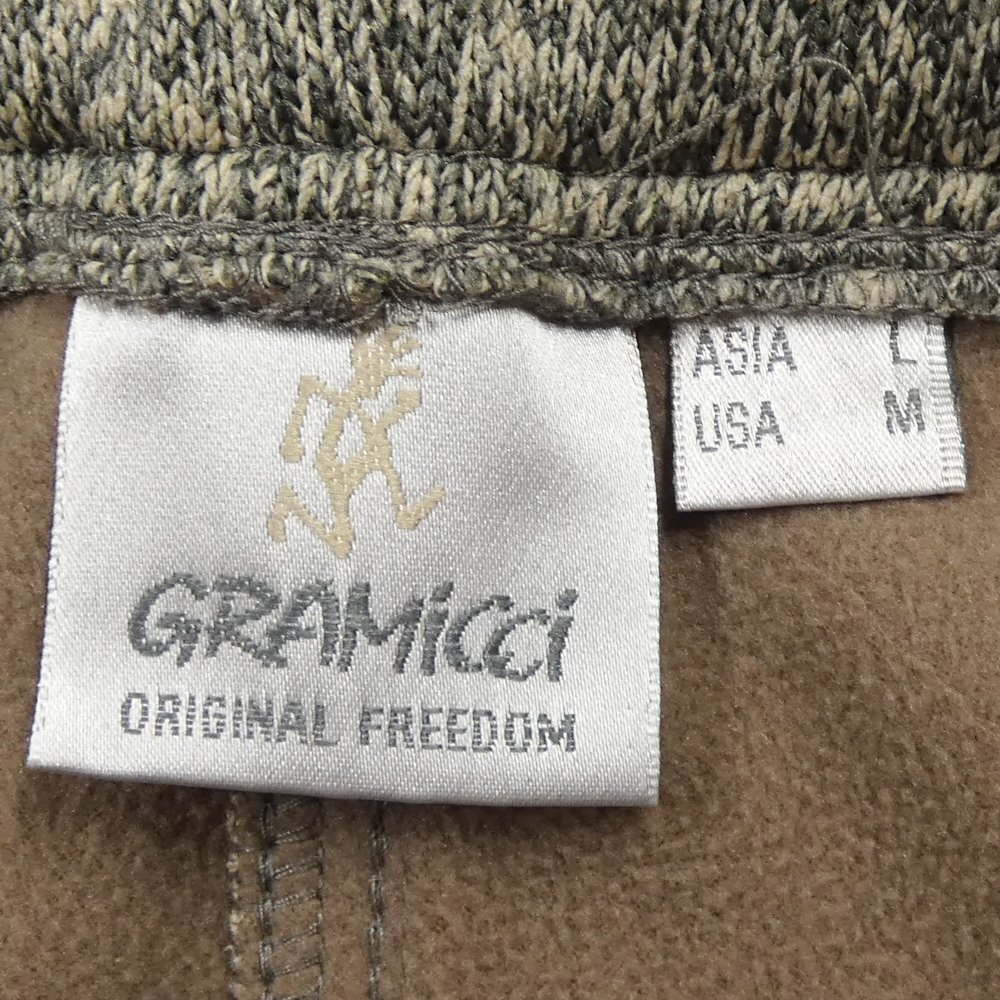 GRAMiCCi
ORIGINAL FREEDOM
ASIA L
USA M